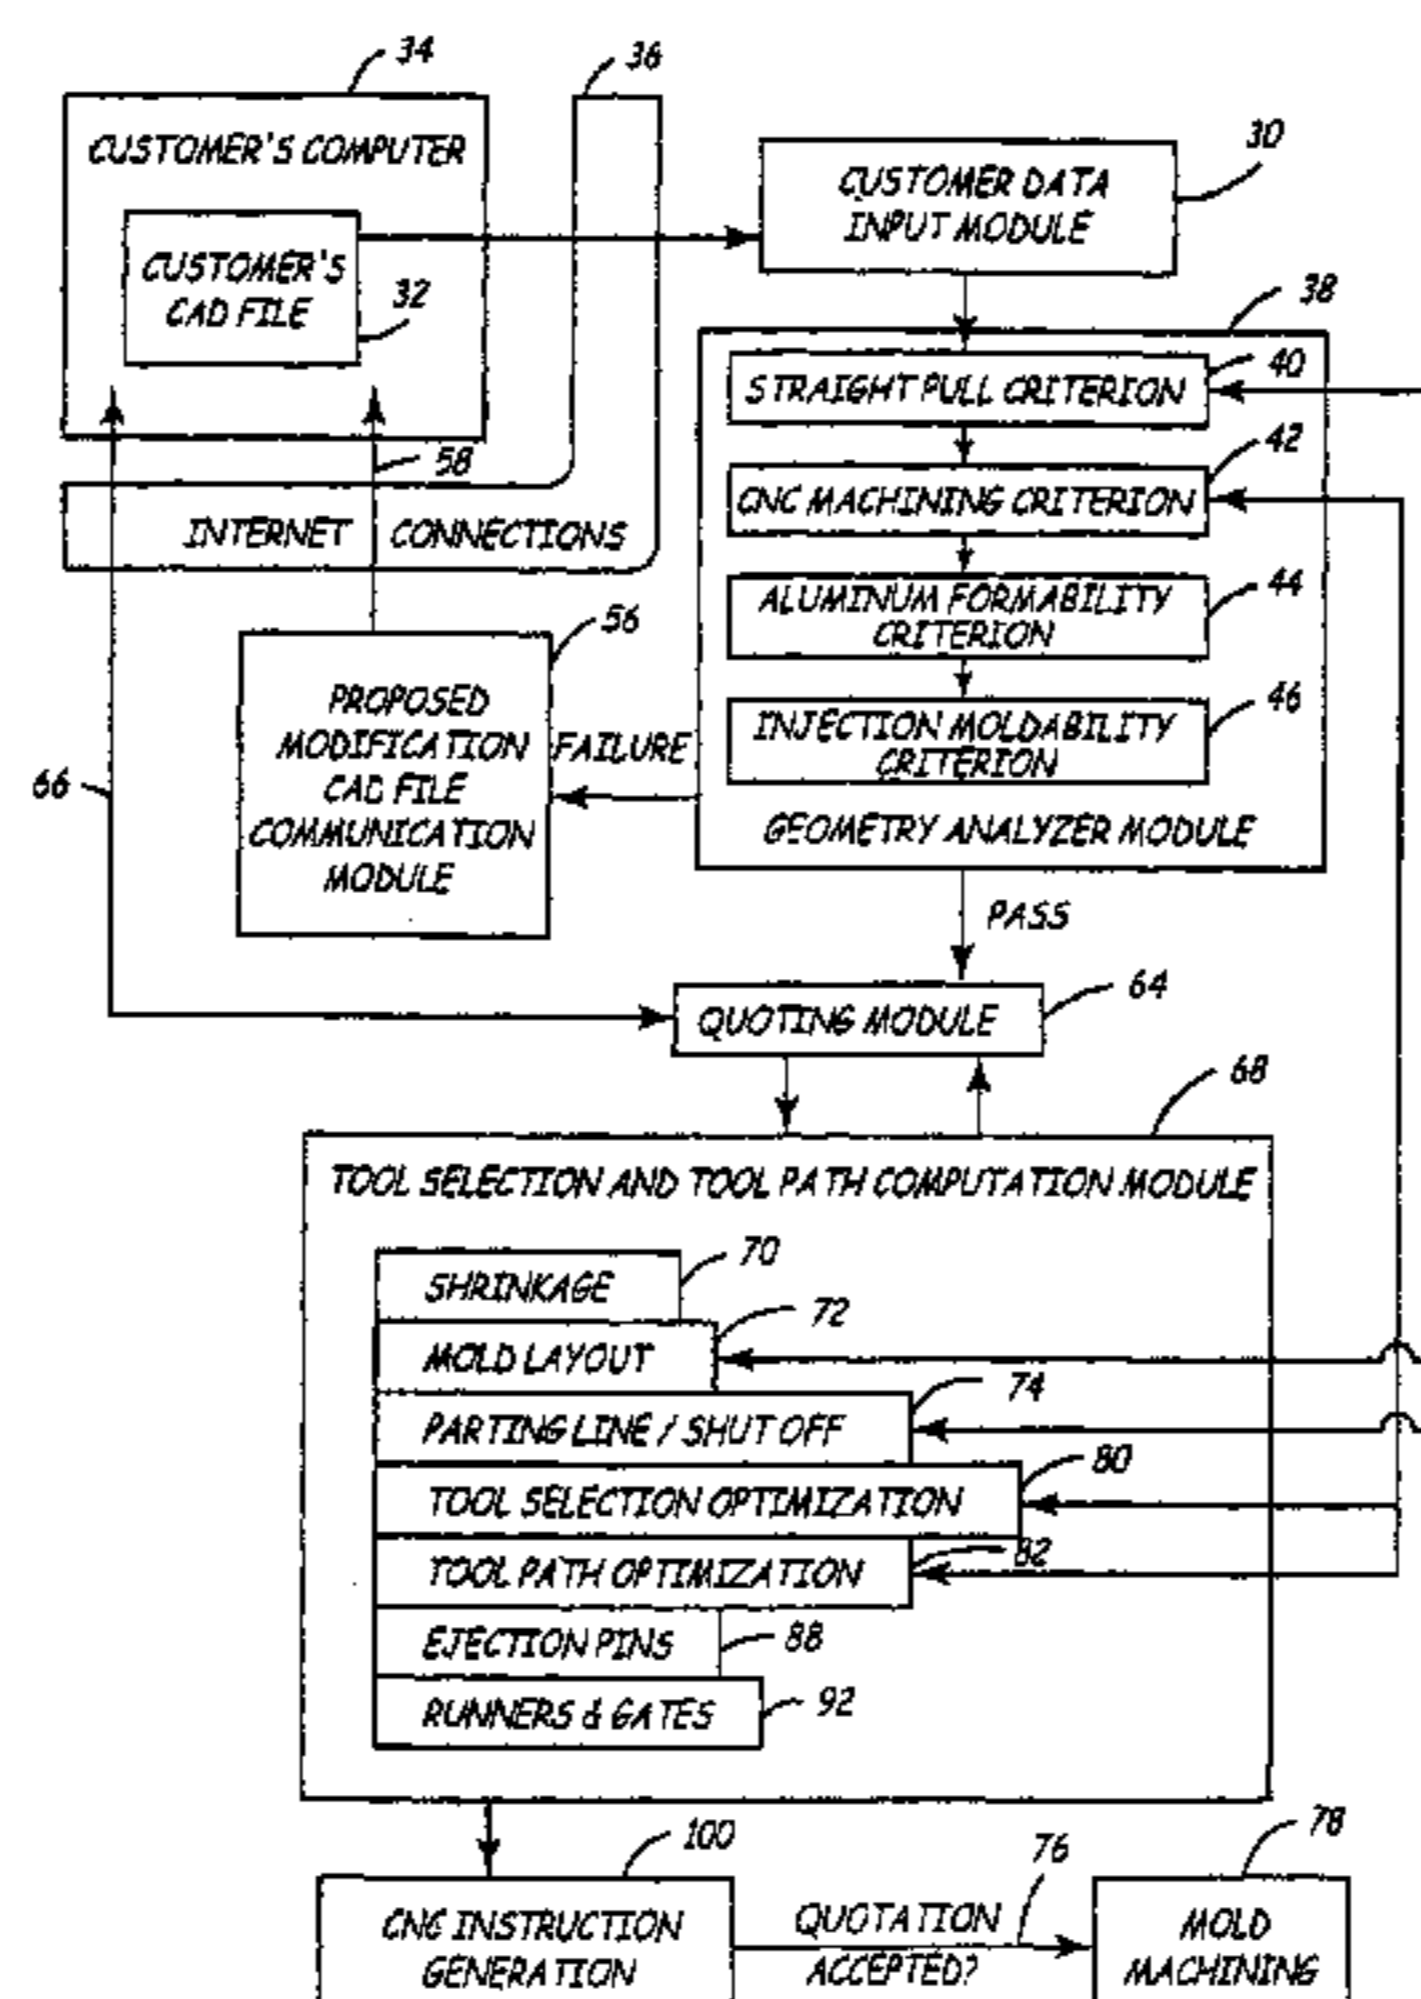 34
36
CUSTOMER'S COMPUTER
30
CUSTOMER DATA
INPUT MODULE
CUSTOMER'S
CAD FILE
32
38
STRAIGHT PULL CRITERION
40
58
42
CNC MACHINING CRITERION
INTERNET CONNECTIONS
ALUMINUM FORMABILITY
CRITERION
44
56
PROPOSED
MODIFICATION
CAD FILE
COMMUNICATION
MODULE
FAILURE
INJECTION MOLDABILITY
CRITERION
46
66
GEOMETRY ANALYZER MODULE
PASS
QUOTING MODULE
64
68
TOOL SELECTION AND TOOL PATH COMPUTATION MODULE
SHRINKAGE
70
MOLD LAYOUT
72
PARTING LINE / SHUT OFF
74
TOOL SELECTION OPTIMIZATION
80
TOOL PATH OPTIMIZATION
82
EJECTION PINS
88
RUNNERS & GATES
92
100
76
78
CNC INSTRUCTION
GENERATION
QUOTATION
ACCEPTED?
MOLD
MACHINING